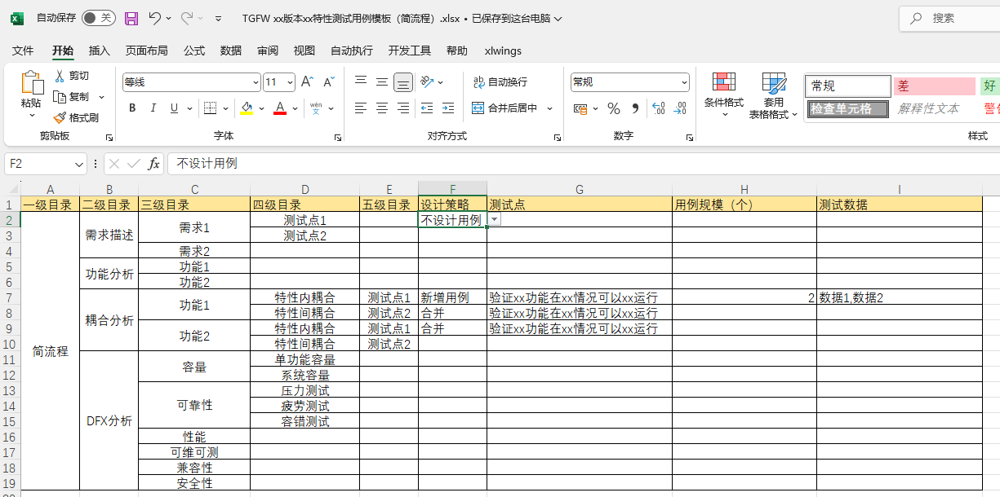 自动保存 关 TGFW xx版本xx特性测试用例模板（简流程）.xlsx • 已保存到这台电脑 搜索
文件 开始 插入 页面布局 公式 数据 审阅 视图 自动执行 开发工具 帮助 xlwings
粘贴 剪切 复制 格式刷
剪贴板
等线 11 A A
B I U A wén 文
字体
ab 自动换行
合并后居中
对齐方式
常规
% .00
数字
条件格式 套用 表格格式
常规 差 好
检查单元格 解释性文本 警告
样式
F2 fx 不设计用例
A B C D E F G H I
1 一级目录 二级目录 三级目录 四级目录 五级目录 设计策略 测试点 用例规模（个） 测试数据
2 简流程 需求描述 需求1 测试点1 不设计用例
3 测试点2
4 需求2
5 功能分析 功能1
6 功能2
7 耦合分析 功能1 特性内耦合 测试点1 新增用例 验证xx功能在xx情况可以xx运行 2 数据1,数据2
8 特性间耦合 测试点2 合并 验证xx功能在xx情况可以xx运行
9 功能2 特性内耦合 测试点1 合并 验证xx功能在xx情况可以xx运行
10 特性间耦合 测试点2
11 DFX分析 容量 单功能容量
12 系统容量
13 可靠性 压力测试
14 疲劳测试
15 容错测试
16 性能
17 可维可测
18 兼容性
19 安全性